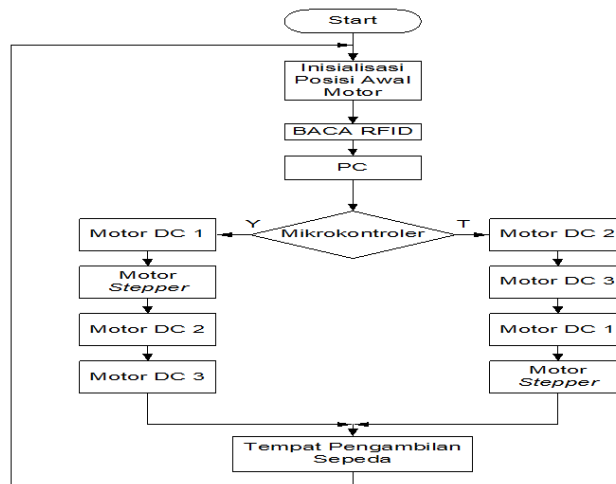 Start
Inisialisasi
Posisi Awal
Motor
BACA RFID
PC
Mikrokontroler
Y
T
Motor DC 1
Motor
Stepper
Motor DC 2
Motor DC 3
Motor DC 2
Motor DC 3
Motor DC 1
Motor
Stepper
Tempat Pengambilan
Sepeda